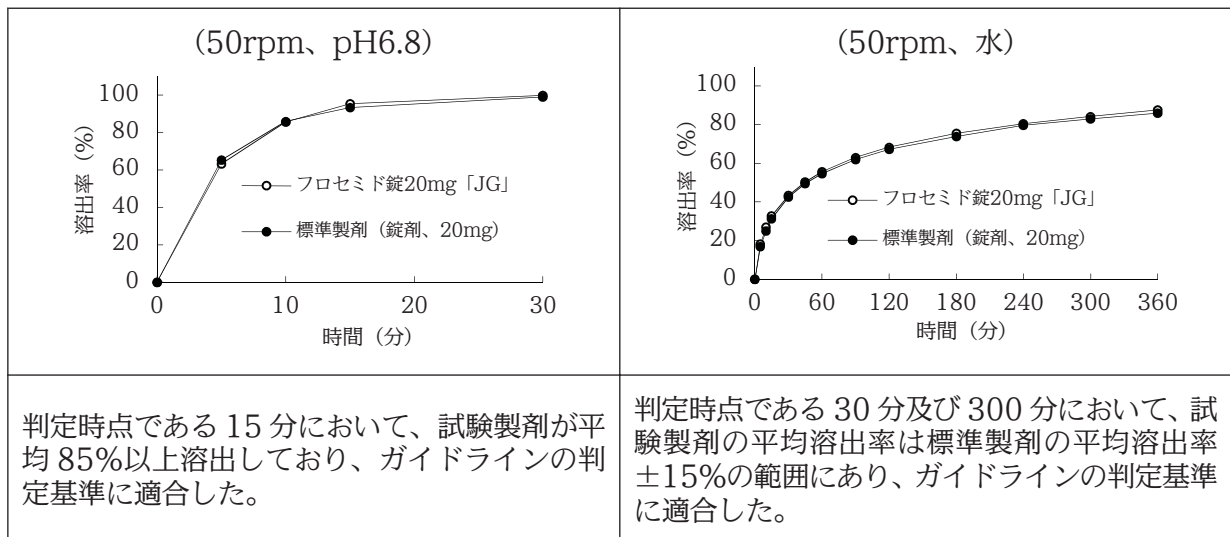 (50rpm、pH6.8)
溶出率(%)
100
80
60
40
20
0
フロセミド錠20mg「JG」
標準製剤(錠剤、20mg)
0
10
20
30
時間(分)
(50rpm、水)
溶出率(%)
100
80
60
40
20
0
フロセミド錠20mg「JG」
標準製剤(錠剤、20mg)
0
60
120
180
240
300
360
時間(分)
判定時点である 15 分において、試験製剤が平
均 85%以上溶出しており、ガイドラインの判
定基準に適合した。
判定時点である 30 分及び 300 分において、試
験製剤の平均溶出率は標準製剤の平均溶出率
±15%の範囲にあり、ガイドラインの判定基準
に適合した。